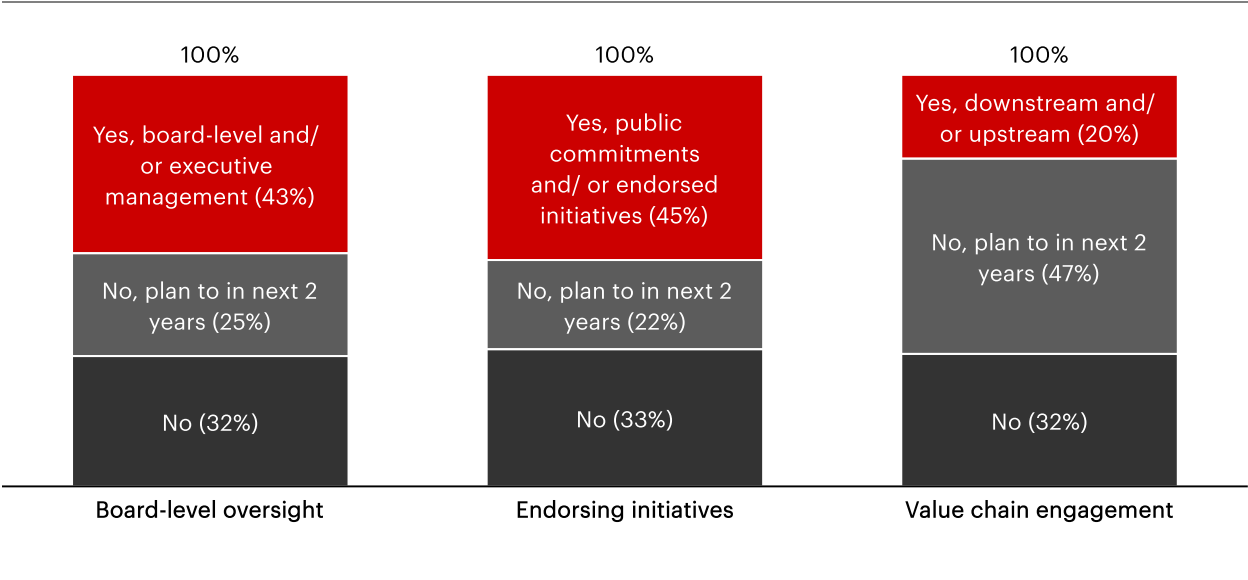 100%
Yes, board-level and/
or executive
management (43%)
No, plan to in next 2
years (25%)
No (32%)
Board-level oversight
100%
Yes, public
commitments
and/ or endorsed
initiatives (45%)
No, plan to in next 2
years (22%)
No (33%)
Endorsing initiatives
100%
Yes, downstream and/
or upstream (20%)
No, plan to in next 2
years (47%)
No (32%)
Value chain engagement